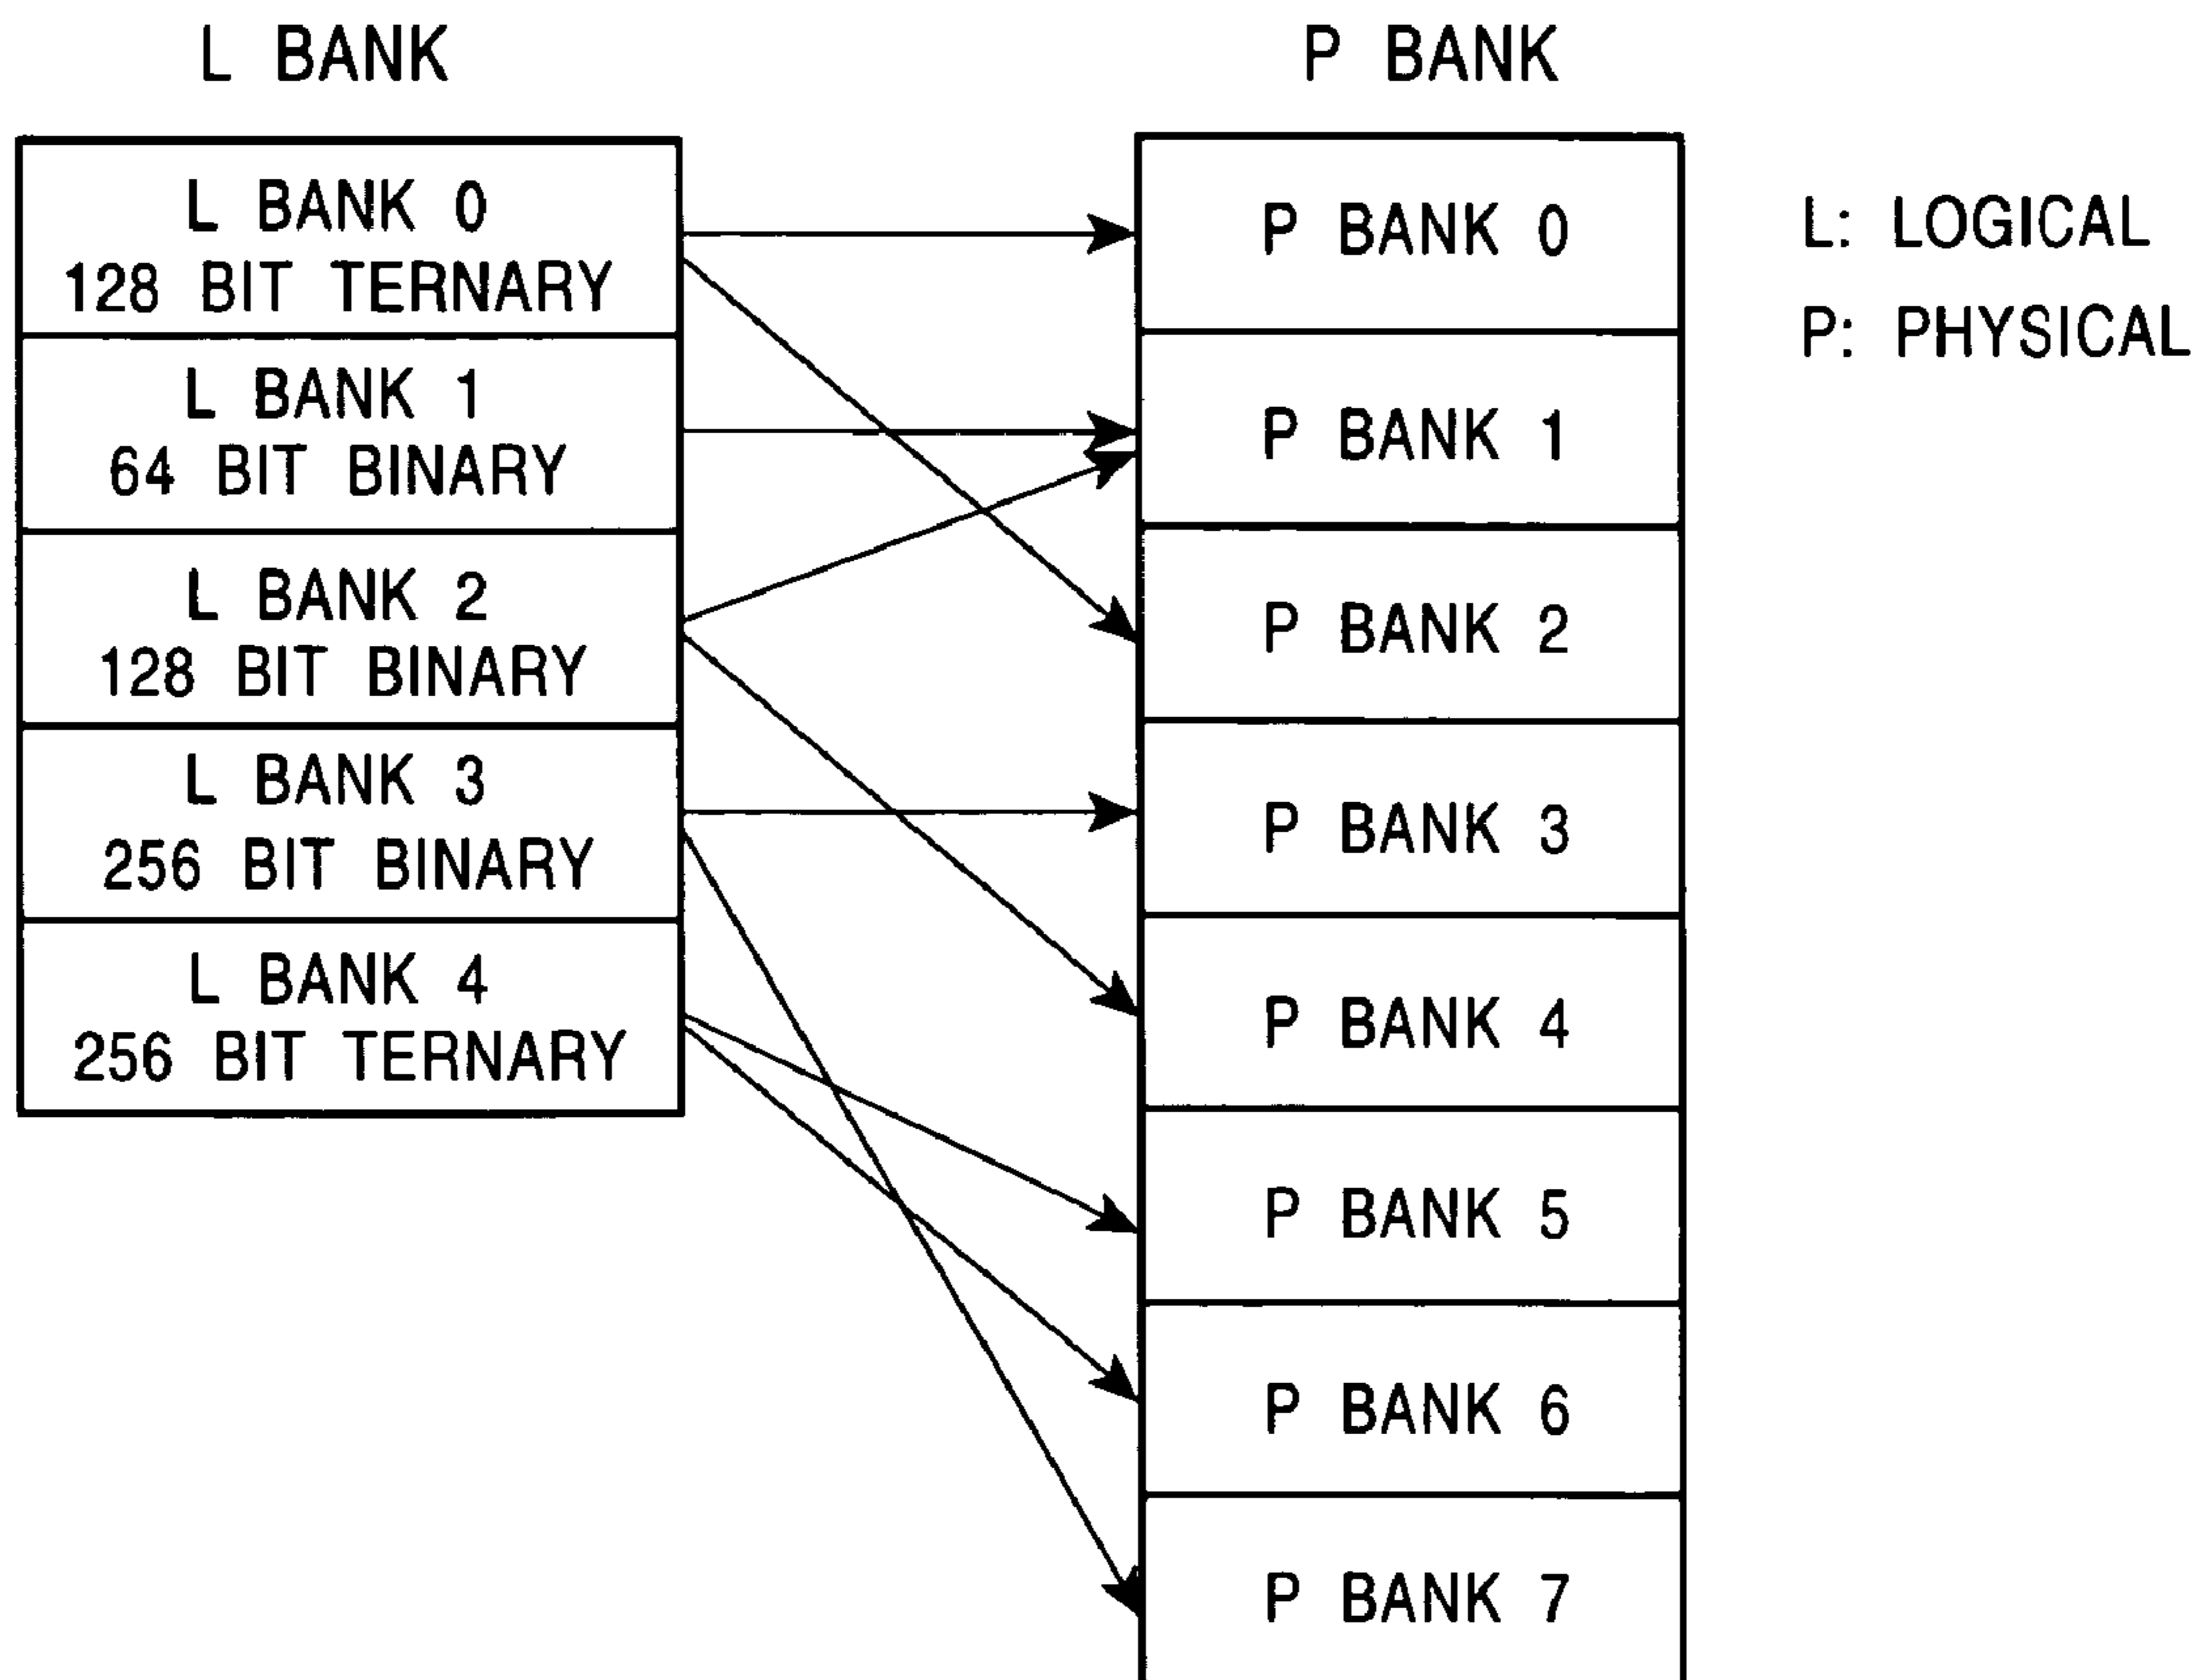 L BANK
L BANK 0
128 BIT TERNARY
L BANK 1
64 BIT BINARY
L BANK 2
128 BIT BINARY
L BANK 3
256 BIT BINARY
L BANK 4
256 BIT TERNARY
P BANK
P BANK 0
P BANK 1
P BANK 2
P BANK 3
P BANK 4
P BANK 5
P BANK 6
P BANK 7
L: LOGICAL
P: PHYSICAL